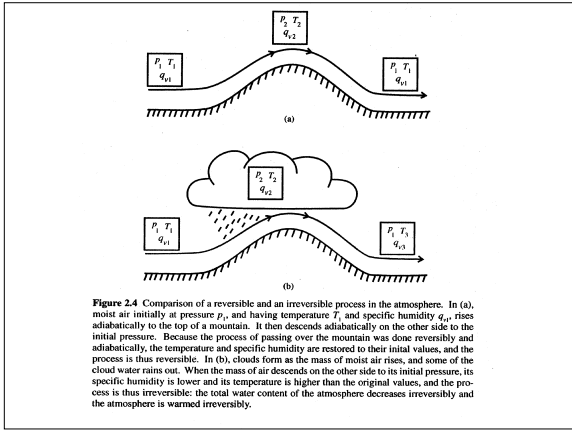 p₂ T₂
q_v2
p₁ T₁
q_v1
p₁ T₁
q_v1
(a)
p₂ T₂
q_v2
p₁ T₁
q_v1
p₁ T₃
q_v3
(b)
Figure 2.4 Comparison of a reversible and an irreversible process in the atmosphere. In (a),
moist air initially at pressure p₁, and having temperature T₁ and specific humidity q_v1, rises
adiabatically to the top of a mountain. It then descends adiabatically on the other side to the
initial pressure. Because the process of passing over the mountain was done reversibly and
adiabatically, the temperature and specific humidity are restored to their inital values, and the
process is thus reversible. In (b), clouds form as the mass of moist air rises, and some of the
cloud water rains out. When the mass of air descends on the other side to its initial pressure, its
specific humidity is lower and its temperature is higher than the original values, and the pro-
cess is thus irreversible: the total water content of the atmosphere decreases irreversibly and
the atmosphere is warmed irreversibly.